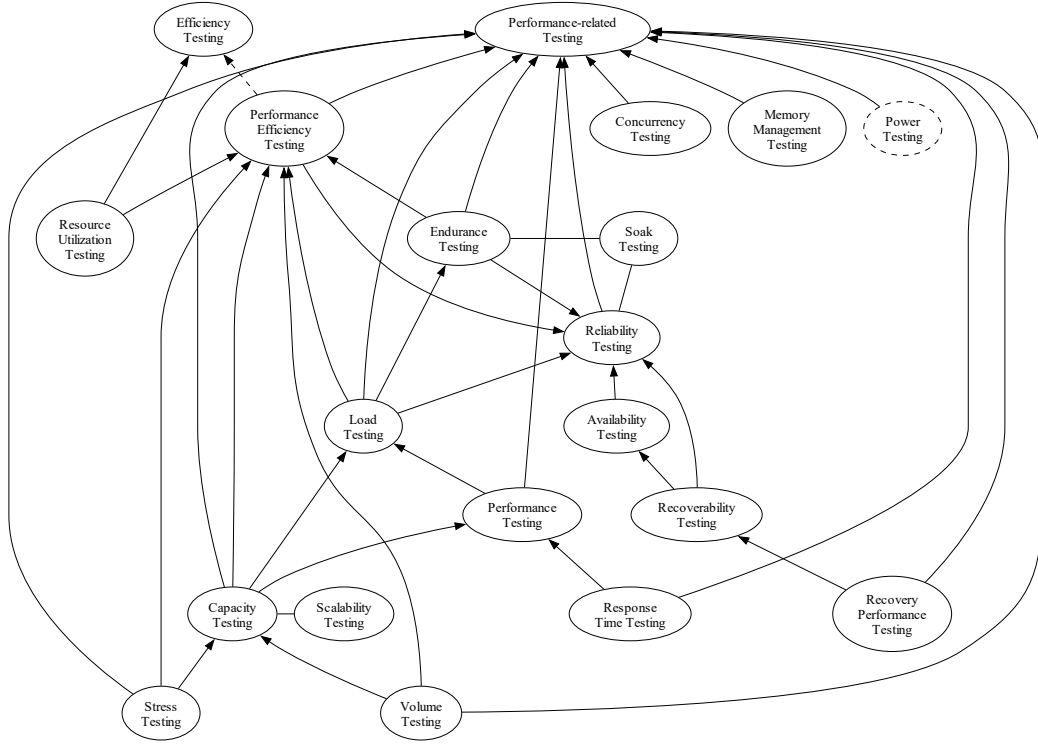 Efficiency
Testing
Performance-related
Testing
Performance
Efficiency
Testing
Concurrency
Testing
Memory
Management
Testing
Power
Testing
Resource
Utilization
Testing
Endurance
Testing
Soak
Testing
Reliability
Testing
Load
Testing
Availability
Testing
Performance
Testing
Recoverability
Testing
Capacity
Testing
Scalability
Testing
Response
Time Testing
Recovery
Performance
Testing
Stress
Testing
Volume
Testing